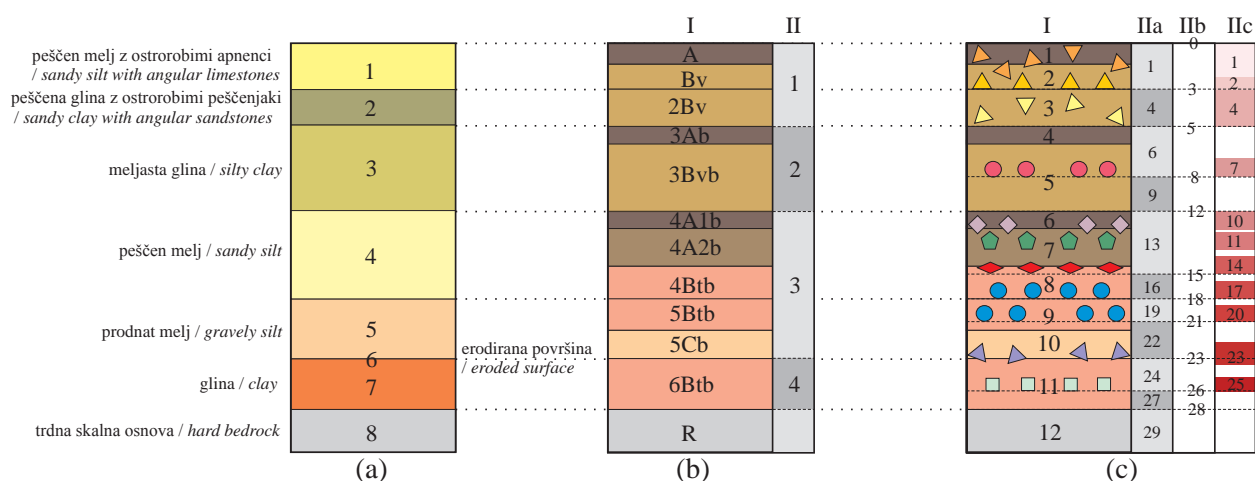 I II I IIa IIb IIc
peščen melj z ostrorobimi apnenci
/ sandy silt with angular limestones
peščena glina z ostrorobimi peščenjaki
/ sandy clay with angular sandstones
meljasta glina / silty clay
peščen melj / sandy silt
prodnat melj / gravely silt
glina / clay
trdna skalna osnova / hard bedrock
1
2
3
4
5
6
7
8
(a)
erodirana površina
/ eroded surface
A
Bv
2Bv
3Ab
3Bvb
4A1b
4A2b
4Btb
5Btb
5Cb
6Btb
R
1
2
3
4
(b)
1
2
3
4
5
6
7
8
9
10
11
12
1
4
6
9
13
16
19
22
24
27
29
0
3
5
8
12
15
18
21
23
26
28
1
2
4
7
10
11
14
17
20
23
25
(c)